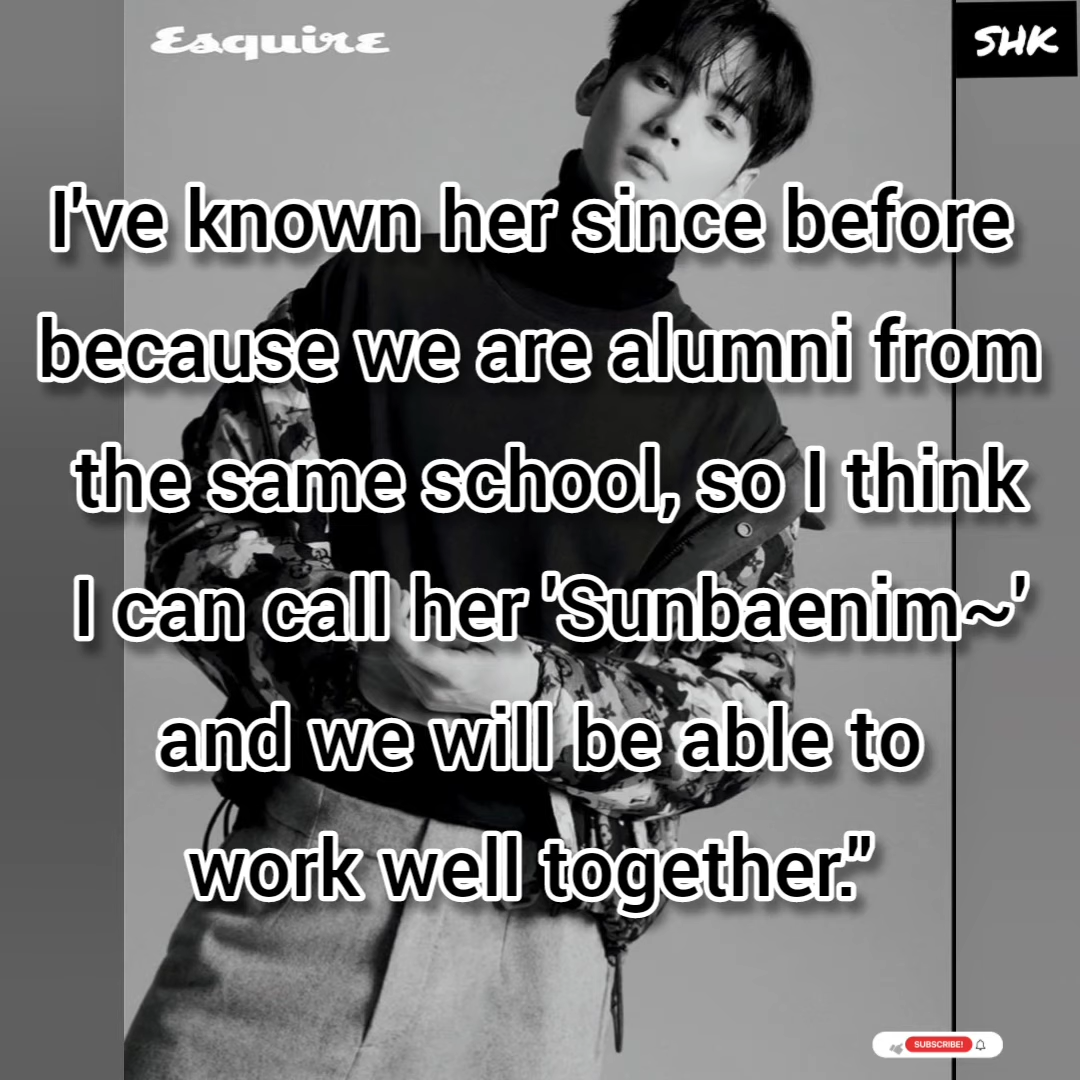 Esquire
SHK
I've known her since before
because we are alumni from
the same school, so I think
I can call her 'Sunbaenim~'
and we will be able to
work well together.”
SUBSCRIBE!